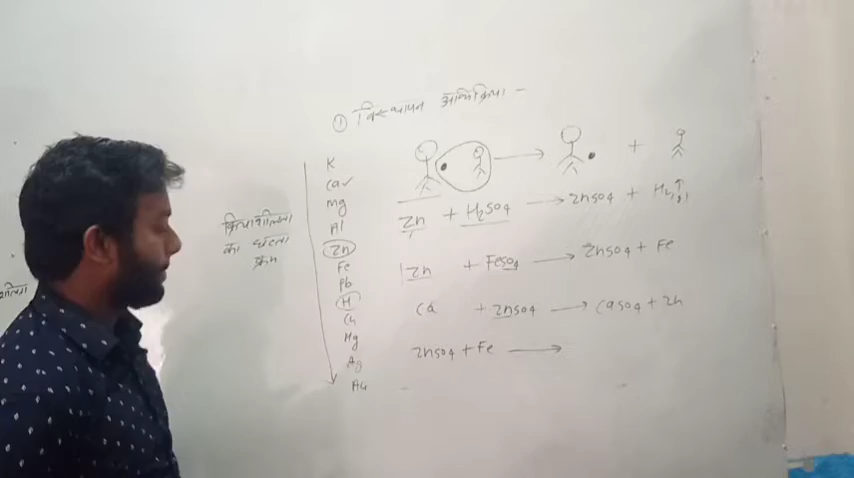 ① विस्थापन अभिक्रिया -
K
Ca✓
Mg
Al
Zn
Fe
Pb
H
Cu
Hg
Ag
Au
क्रियाशीलता
का घटता
क्रम
Zn + H₂SO₄ → ZnSO₄ + H₂(g)↑
Zn + FeSO₄ → ZnSO₄ + Fe
Ca + ZnSO₄ → CaSO₄ + Zn
ZnSO₄ + Fe →